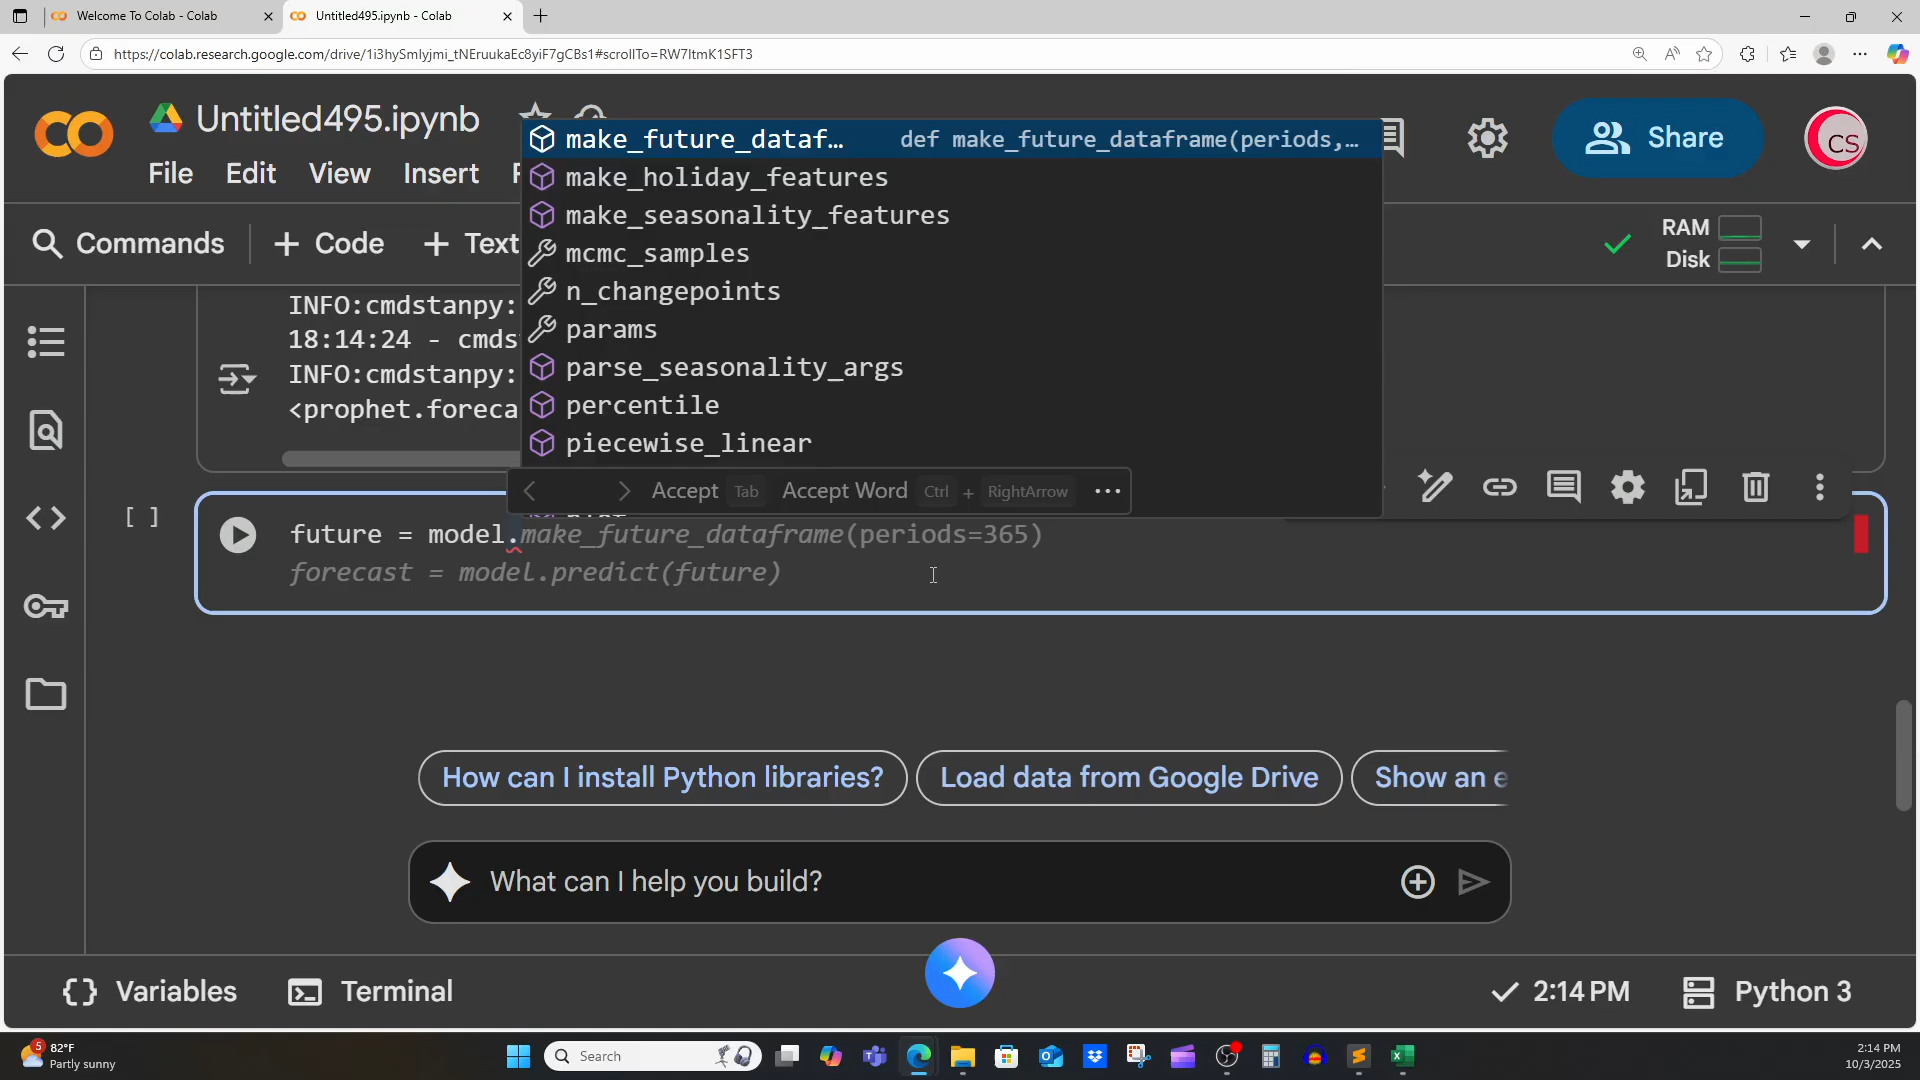 Welcome To Colab - Colab
Untitled495.ipynb - Colab
https://colab.research.google.com/drive/1i3hySmlyjmi_tNEruukaEc8yiF7gCBs1#scrollTo=RW7ItmK1SFT3
Untitled495.ipynb
File Edit View Insert
Share
CS
make_future_dataf… def make_future_dataframe(periods,…
make_holiday_features
make_seasonality_features
mcmc_samples
n_changepoints
params
parse_seasonality_args
percentile
piecewise_linear
Commands + Code + Text
RAM
Disk
INFO:cmdstanpy:
18:14:24 - cmds
INFO:cmdstanpy:
<prophet.foreca
Accept Tab Accept Word Ctrl + RightArrow
[ ] future = model.make_future_dataframe(periods=365)
forecast = model.predict(future)
How can I install Python libraries? Load data from Google Drive Show an e
What can I help you build?
{} Variables Terminal 2:14 PM Python 3
5
82°F
Partly sunny
Search
2:14 PM
10/3/2025